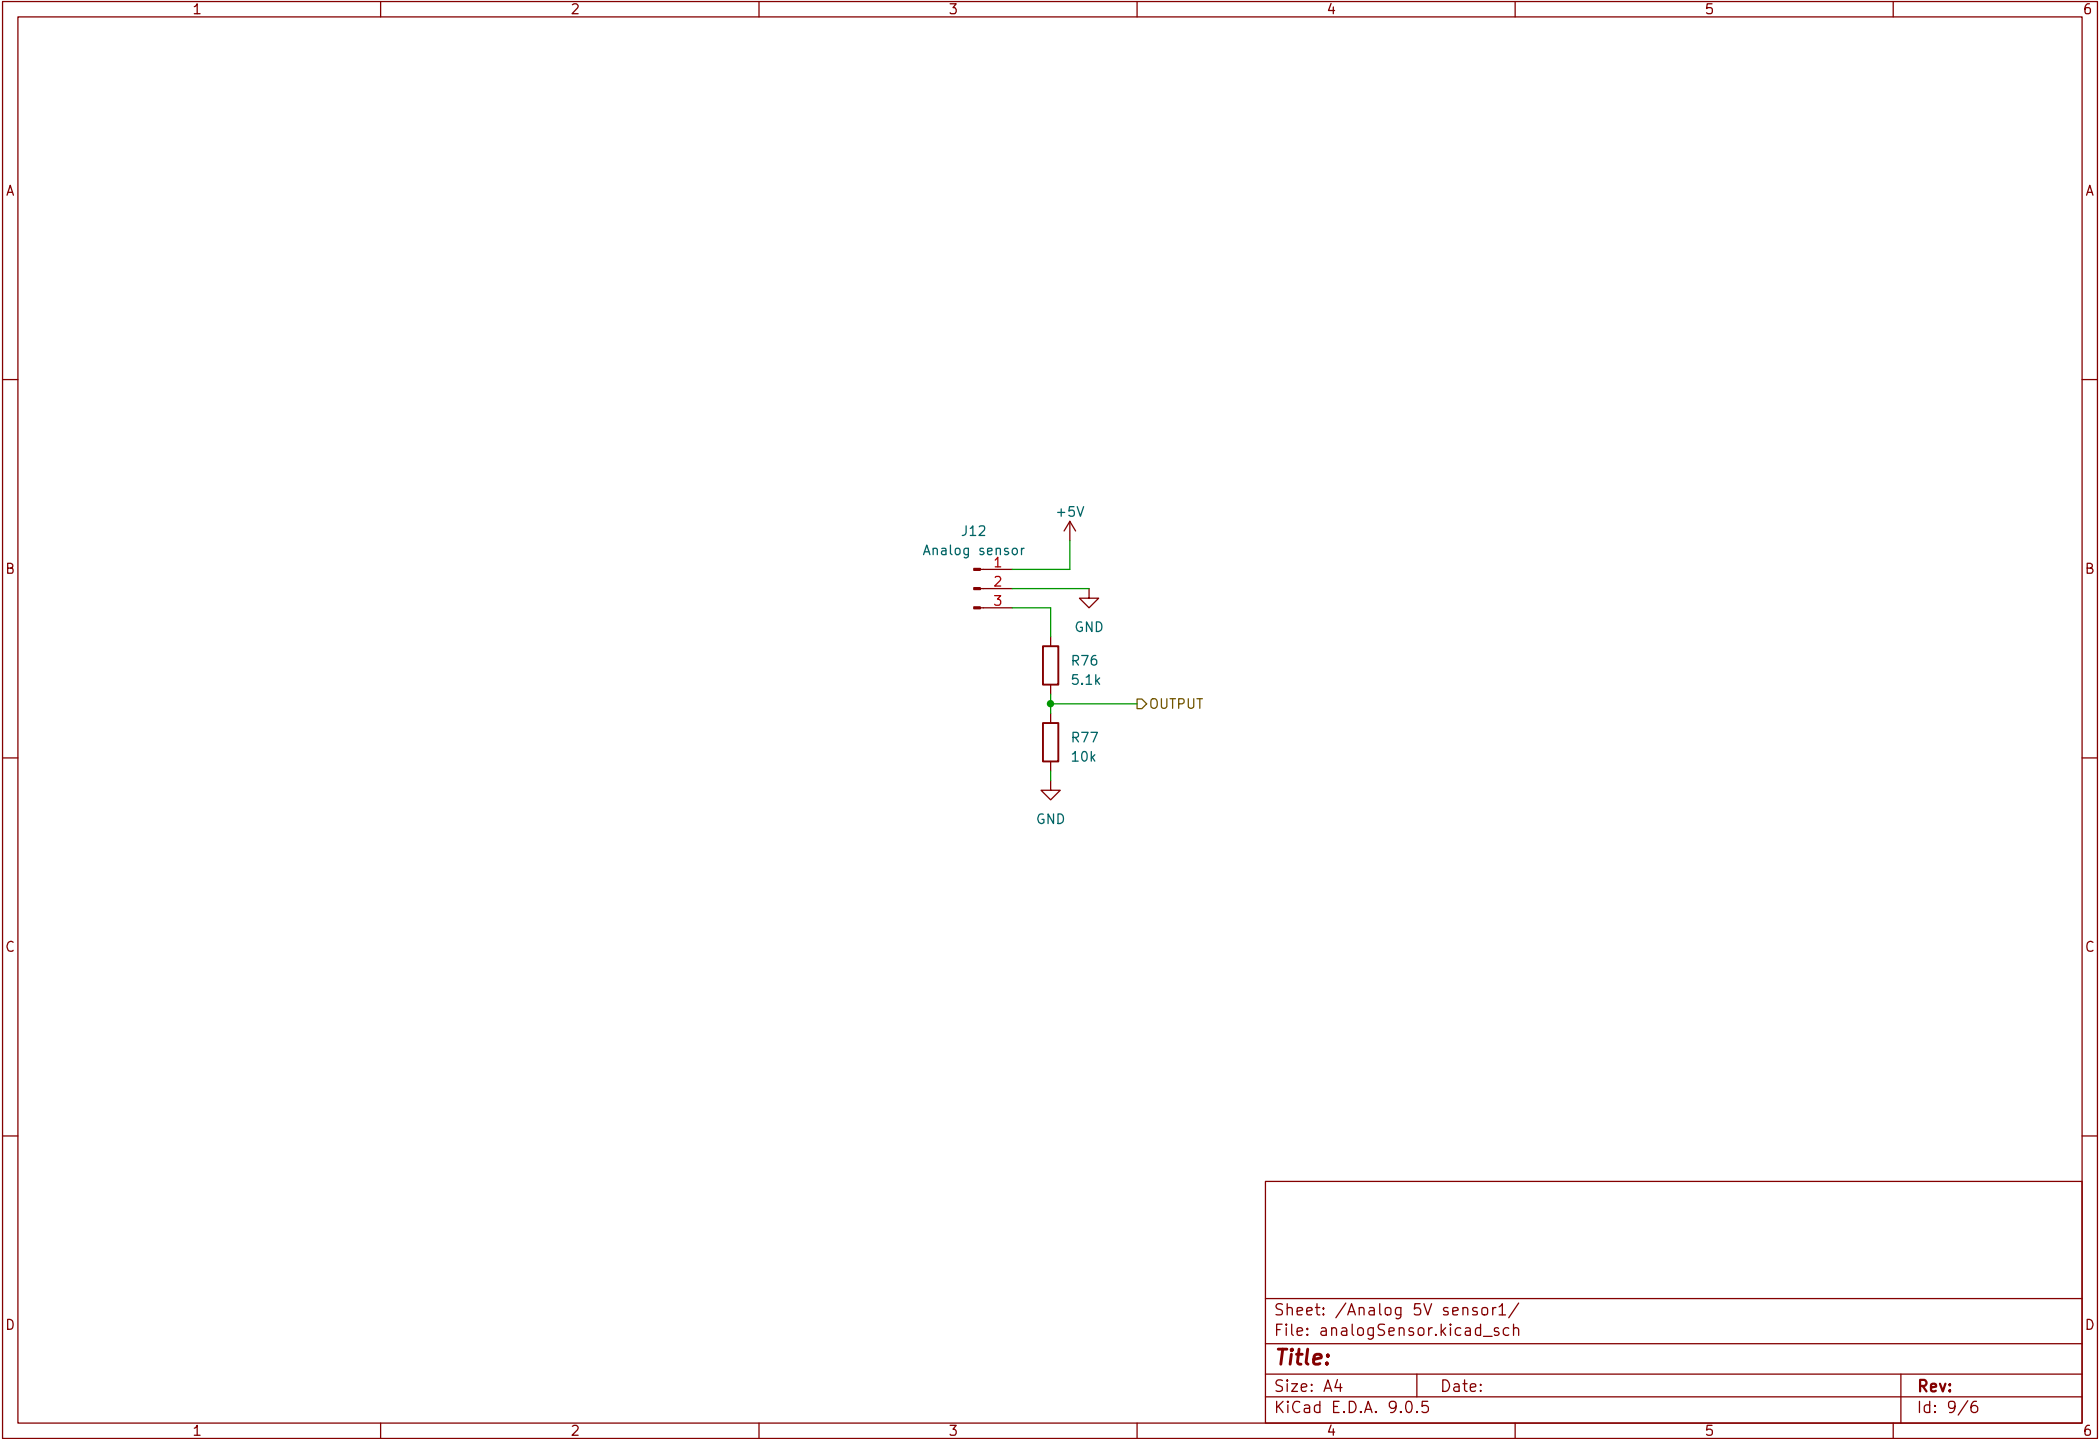 1 2 3 4 5 6
A A
+5V
J12
Analog sensor
1
B B
2
3
GND
R76
5.1k
OUTPUT
R77
10k
GND
C C
Sheet: /Analog 5V sensor1/
D D
File: analogSensor.kicad_sch
Title:
Size: A4 Date: Rev:
KiCad E.D.A. 9.0.5 Id: 9/6
1 2 3 4 5 6